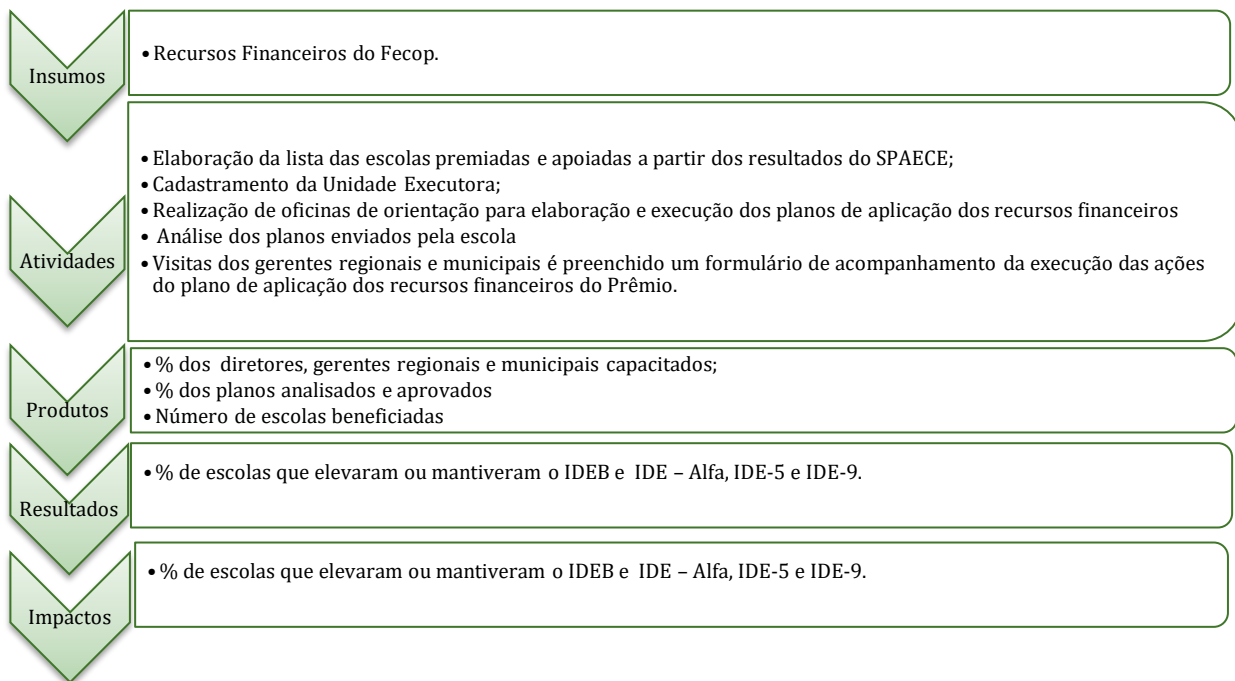 Insumos
• Recursos Financeiros do Fecop.
Atividades
• Elaboração da lista das escolas premiadas e apoiadas a partir dos resultados do SPAECE;
• Cadastramento da Unidade Executora;
• Realização de oficinas de orientação para elaboração e execução dos planos de aplicação dos recursos financeiros
• Análise dos planos enviados pela escola
• Visitas dos gerentes regionais e municipais é preenchido um formulário de acompanhamento da execução das ações
do plano de aplicação dos recursos financeiros do Prêmio.
Produtos
• % dos diretores, gerentes regionais e municipais capacitados;
• % dos planos analisados e aprovados
• Número de escolas beneficiadas
Resultados
• % de escolas que elevaram ou mantiveram o IDEB e IDE – Alfa, IDE-5 e IDE-9.
Impactos
• % de escolas que elevaram ou mantiveram o IDEB e IDE – Alfa, IDE-5 e IDE-9.